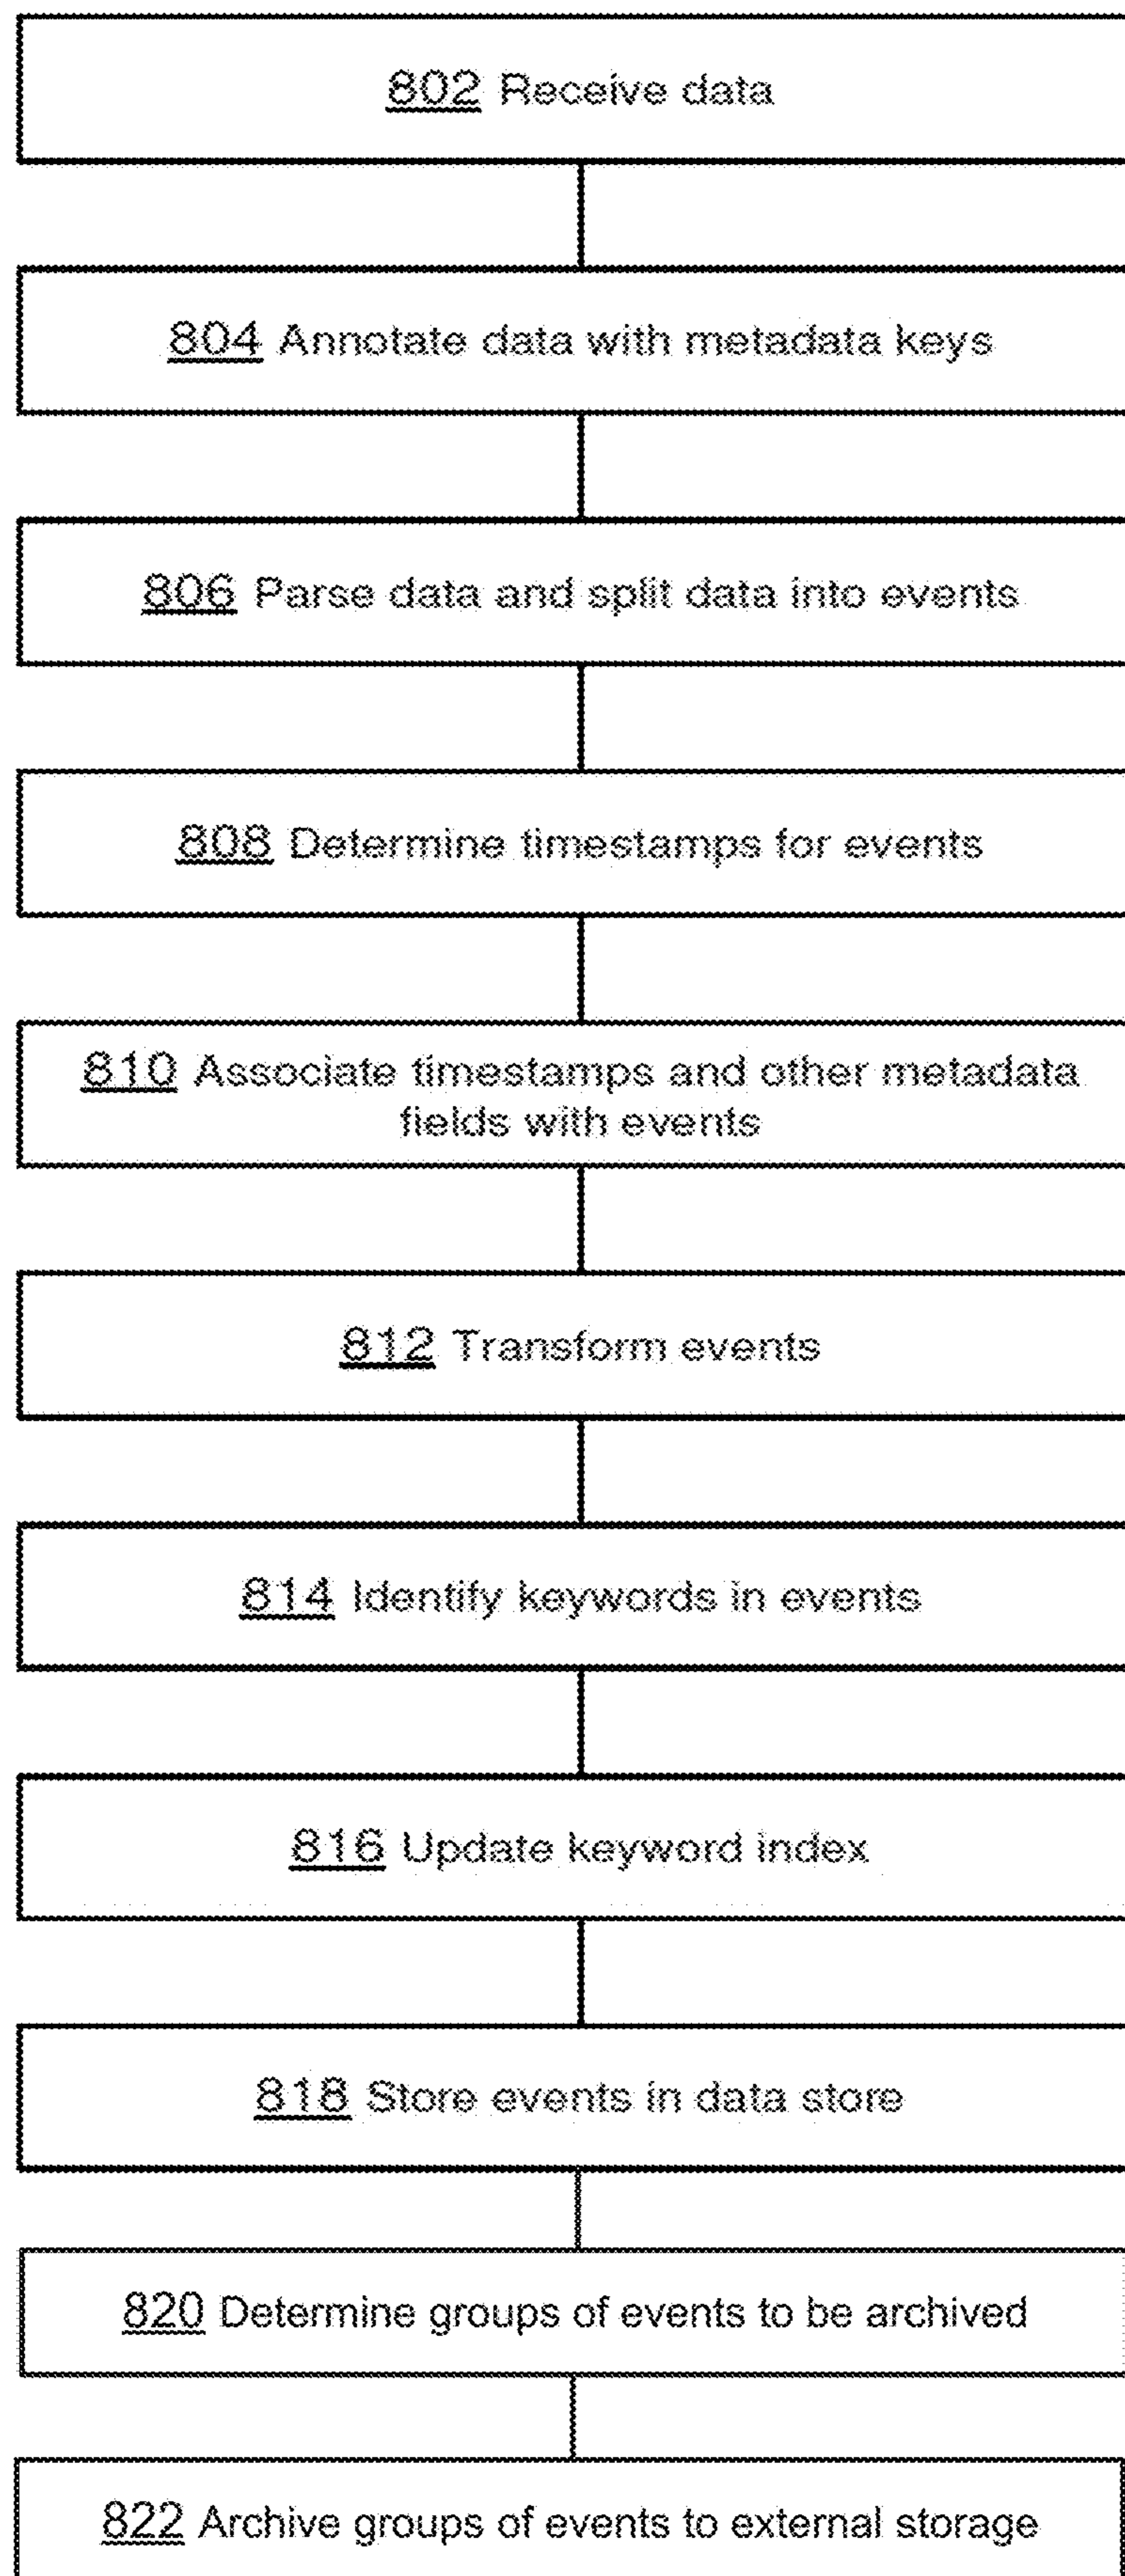 802 Receive data
804 Annotate data with metadata keys
806 Parse data and split data into events
808 Determine timestamps for events
810 Associate timestamps and other metadata
fields with events
812 Transform events
814 Identify keywords in events
816 Update keyword index
818 Store events in data store
820 Determine groups of events to be archived
822 Archive groups of events to external storage